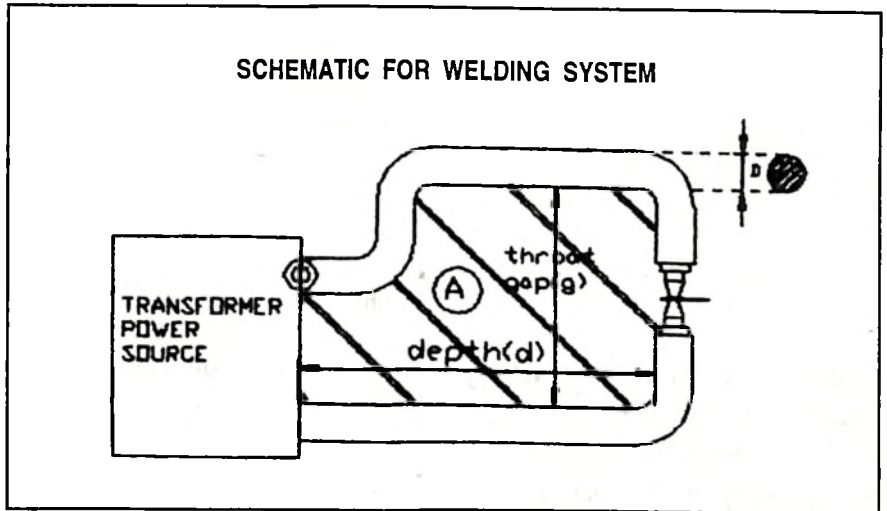 SCHEMATIC FOR WELDING SYSTEM
D
throat
gap(g)
A
TRANSFORMER
POWER
SOURCE
depth(d)